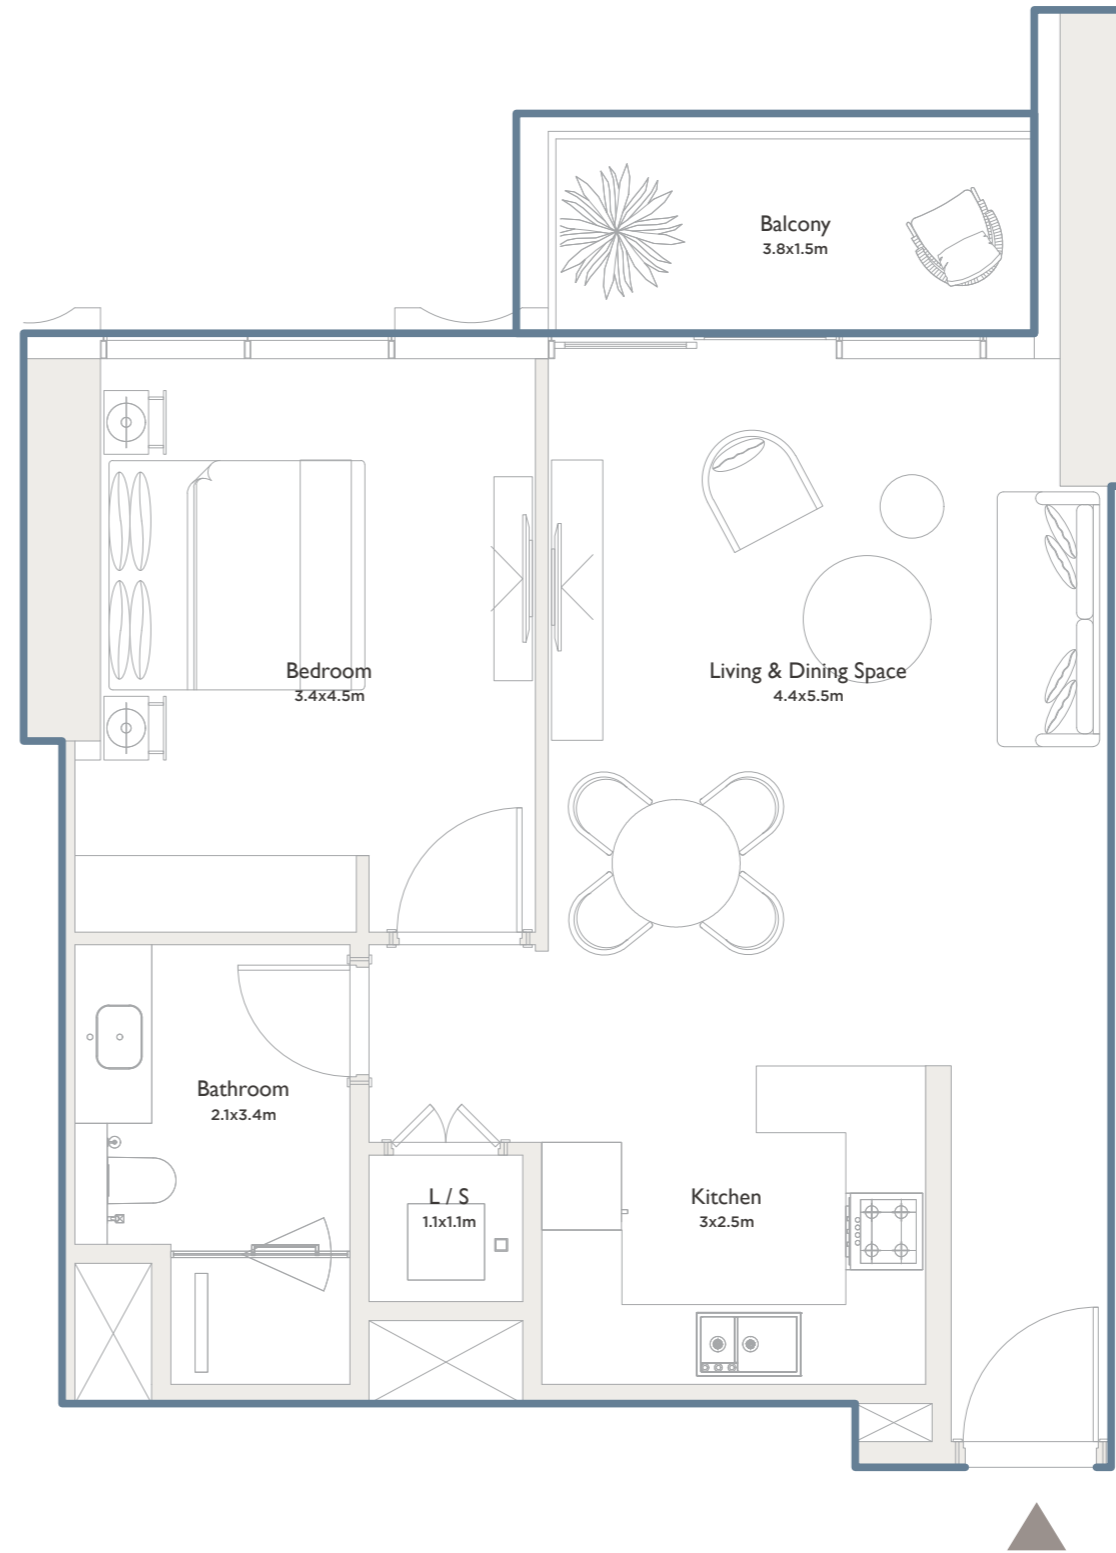 Balcony
3.8x1.5m
Bedroom
3.4x4.5m
Living & Dining Space
4.4x5.5m
Bathroom
2.1x3.4m
L / S
1.1x1.1m
Kitchen
3x2.5m